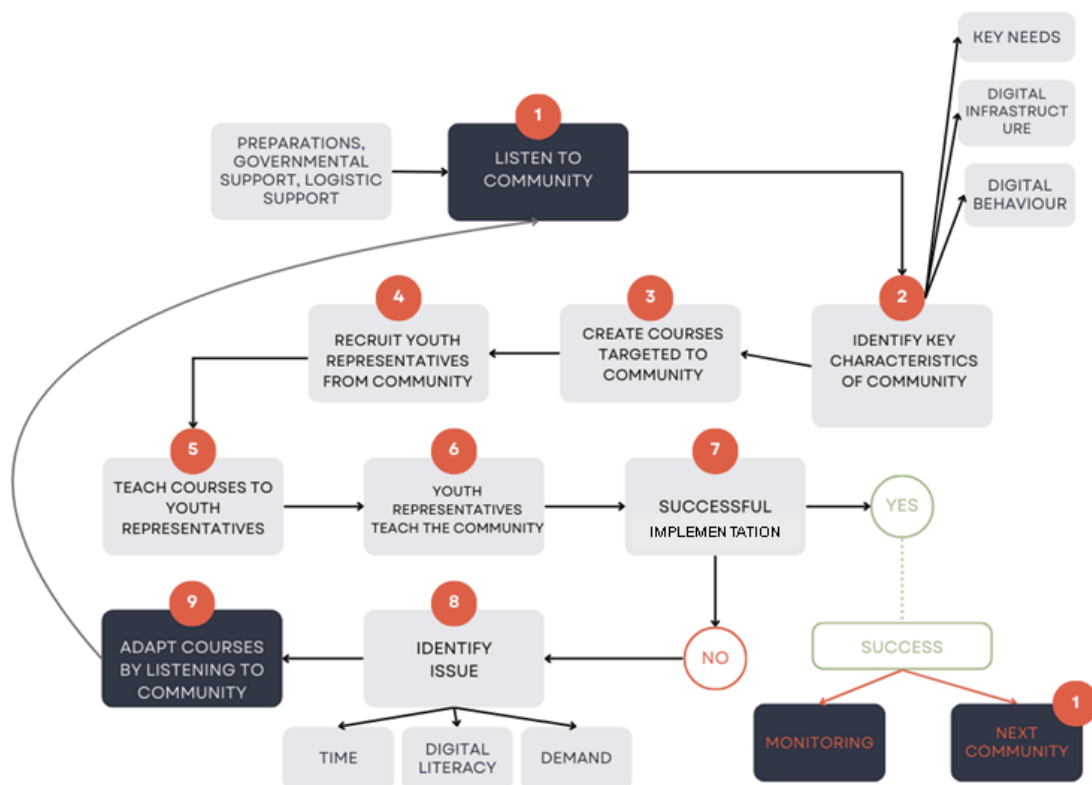 KEY NEEDS
DIGITAL
INFRASTRUCT
URE
DIGITAL
BEHAVIOUR
PREPARATIONS,
GOVERNMENTAL
SUPPORT, LOGISTIC
SUPPORT
1
LISTEN TO
COMMUNITY
2
IDENTIFY KEY
CHARACTERISTICS
OF COMMUNITY
3
CREATE COURSES
TARGETED TO
COMMUNITY
4
RECRUIT YOUTH
REPRESENTATIVES
FROM COMMUNITY
5
TEACH COURSES TO
YOUTH
REPRESENTATIVES
6
YOUTH
REPRESENTATIVES
TEACH THE COMMUNITY
7
SUCCESSFUL
IMPLEMENTATION
YES
NO
8
IDENTIFY
ISSUE
9
ADAPT COURSES
BY LISTENING TO
COMMUNITY
TIME
DIGITAL
LITERACY
DEMAND
SUCCESS
MONITORING
1
NEXT
COMMUNITY